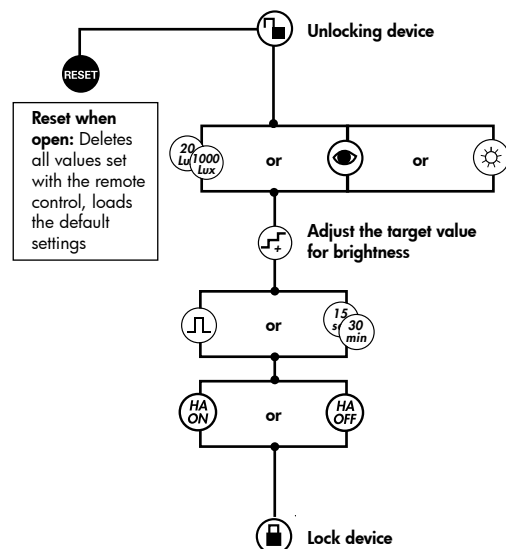 Unlocking device
RESET
Reset when
open: Deletes
all values set
with the remote
control, loads
the default
settings
20
Lu
1000
Lux
or
or
+
Adjust the target value
for brightness
or
15
se
30
min
HA
ON
or
HA
OFF
Lock device